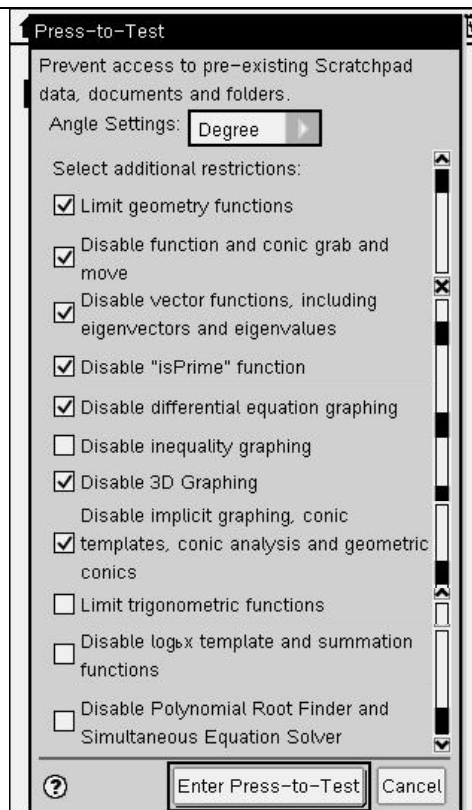 Press-to-Test
Prevent access to pre-existing Scratchpad
data, documents and folders.
Angle Settings: Degree
Select additional restrictions:
Limit geometry functions
Disable function and conic grab and
move
Disable vector functions, including
eigenvectors and eigenvalues
Disable "isPrime" function
Disable differential equation graphing
Disable inequality graphing
Disable 3D Graphing
Disable implicit graphing, conic
templates, conic analysis and geometric
conics
Limit trigonometric functions
Disable logbx template and summation
functions
Disable Polynomial Root Finder and
Simultaneous Equation Solver
? Enter Press-to-Test Cancel